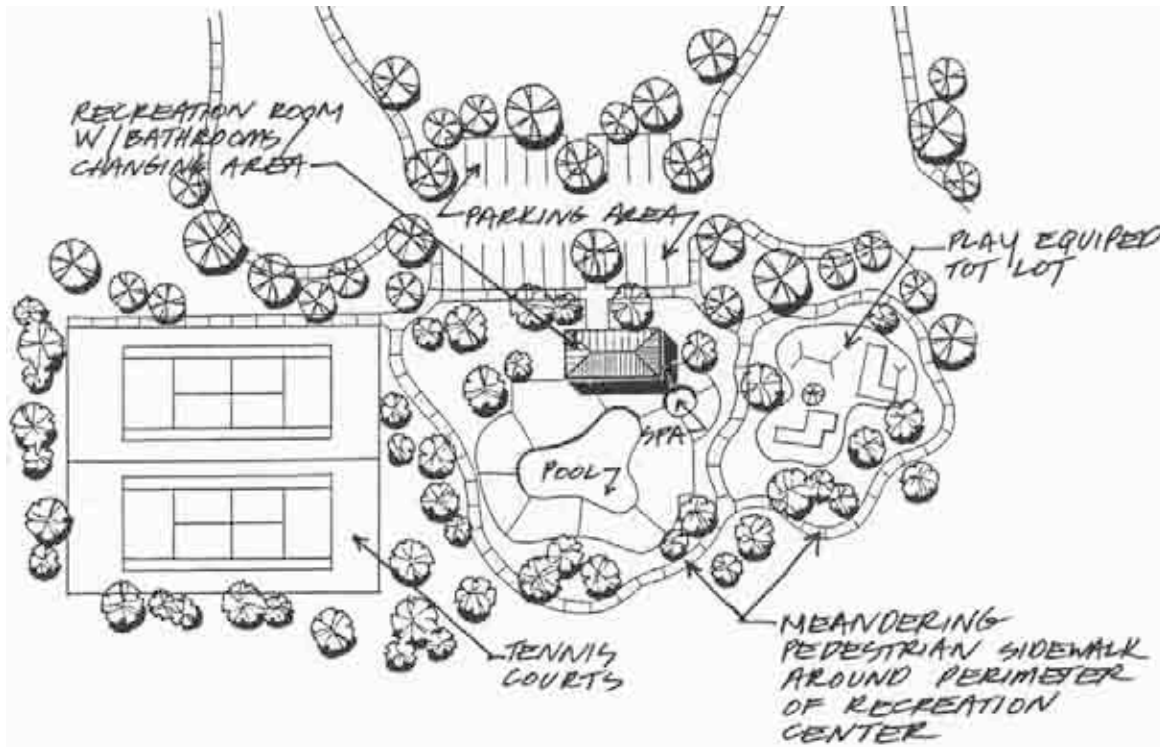 RECREATION ROOM
W/BATHROOMS/
CHANGING AREA
PARKING AREA
PLAY EQUIPED
TOT LOT
SPA
POOL
TENNIS
COURTS
MEANDERING
PEDESTRIAN SIDEWALK
AROUND PERIMETER
OF RECREATION
CENTER